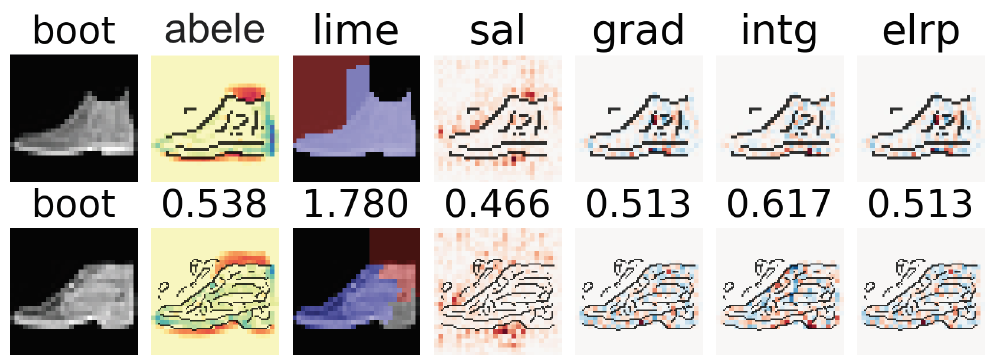 boot abele lime sal grad intg elrp
boot 0.538 1.780 0.466 0.513 0.617 0.513